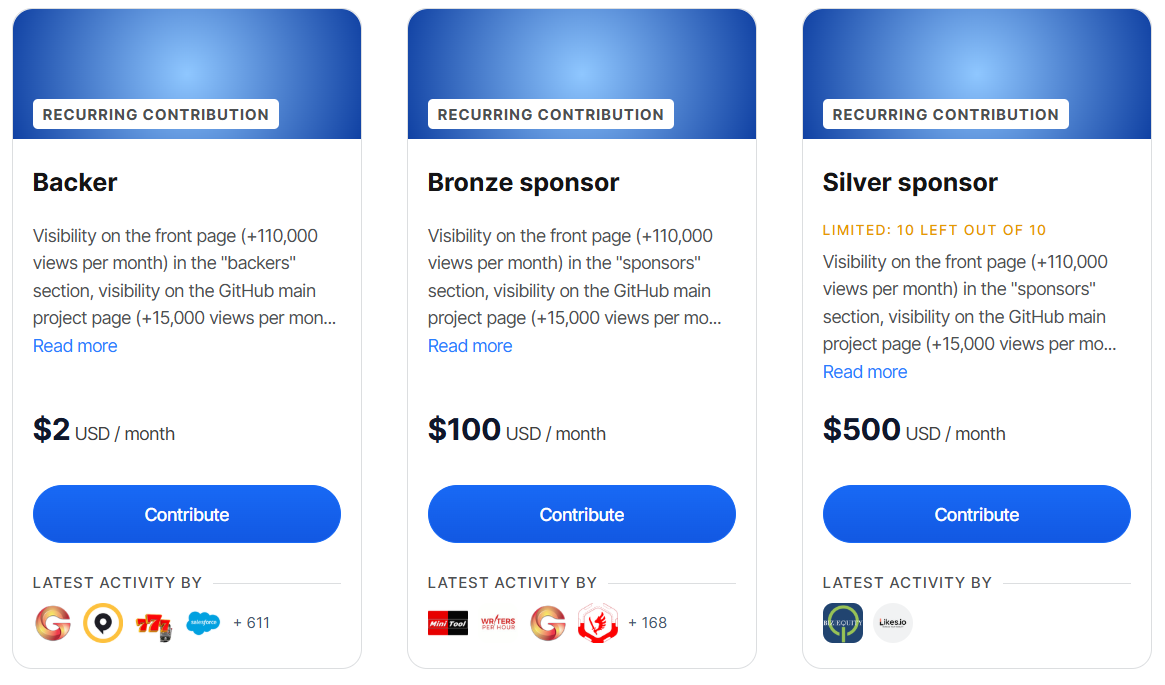 RECURRING CONTRIBUTION
Backer
Visibility on the front page (+110,000
views per month) in the "backers"
section, visibility on the GitHub main
project page (+15,000 views per mon...
Read more
$2 USD / month
Contribute
LATEST ACTIVITY BY
777
salesforce
+ 611
RECURRING CONTRIBUTION
Bronze sponsor
Visibility on the front page (+110,000
views per month) in the "sponsors"
section, visibility on the GitHub main
project page (+15,000 views per mo...
Read more
$100 USD / month
Contribute
LATEST ACTIVITY BY
Mini Tool
WRITERS
PER HOUR
+ 168
RECURRING CONTRIBUTION
Silver sponsor
LIMITED: 10 LEFT OUT OF 10
Visibility on the front page (+110,000
views per month) in the "sponsors"
section, visibility on the GitHub main
project page (+15,000 views per mo...
Read more
$500 USD / month
Contribute
LATEST ACTIVITY BY
BIZ EQUITY
Likes.io